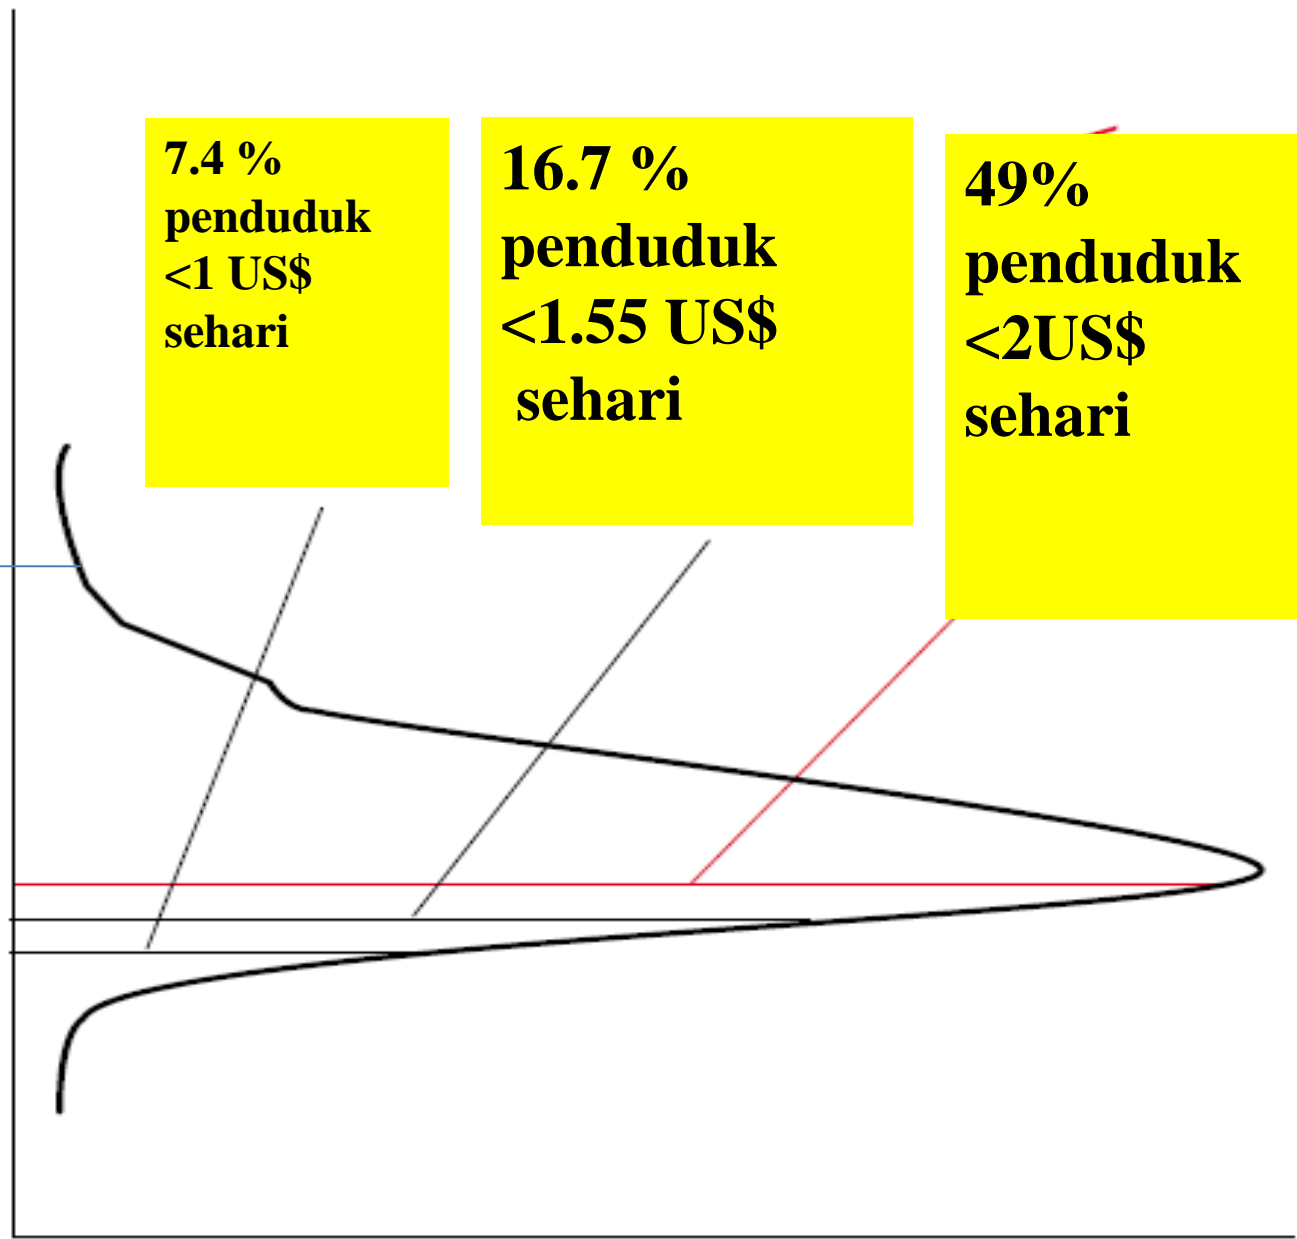 7.4 %
penduduk
<1 US$
sehari
16.7 %
penduduk
<1.55 US$
sehari
49%
penduduk
<2US$
sehari